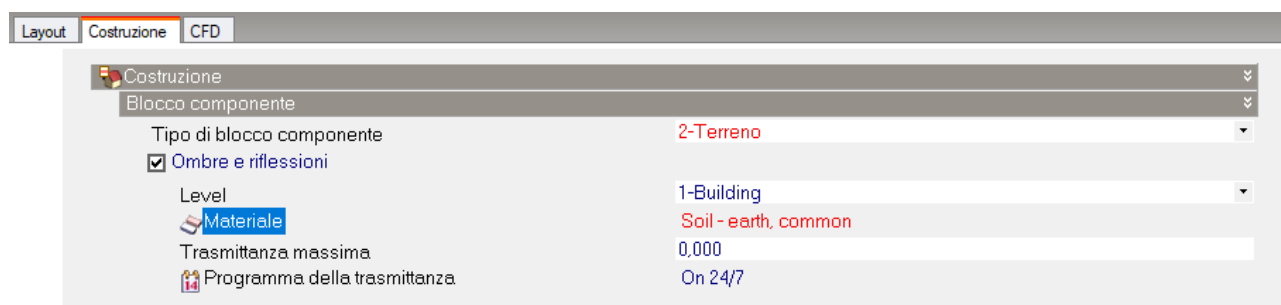 Layout Costruzione CFD
Costruzione
Blocco componente
Tipo di blocco componente 2-Terreno
Ombre e riflessioni
Level 1-Building
Materiale Soil - earth, common
Trasmittanza massima 0,000
14 Programma della trasmittanza On 24/7